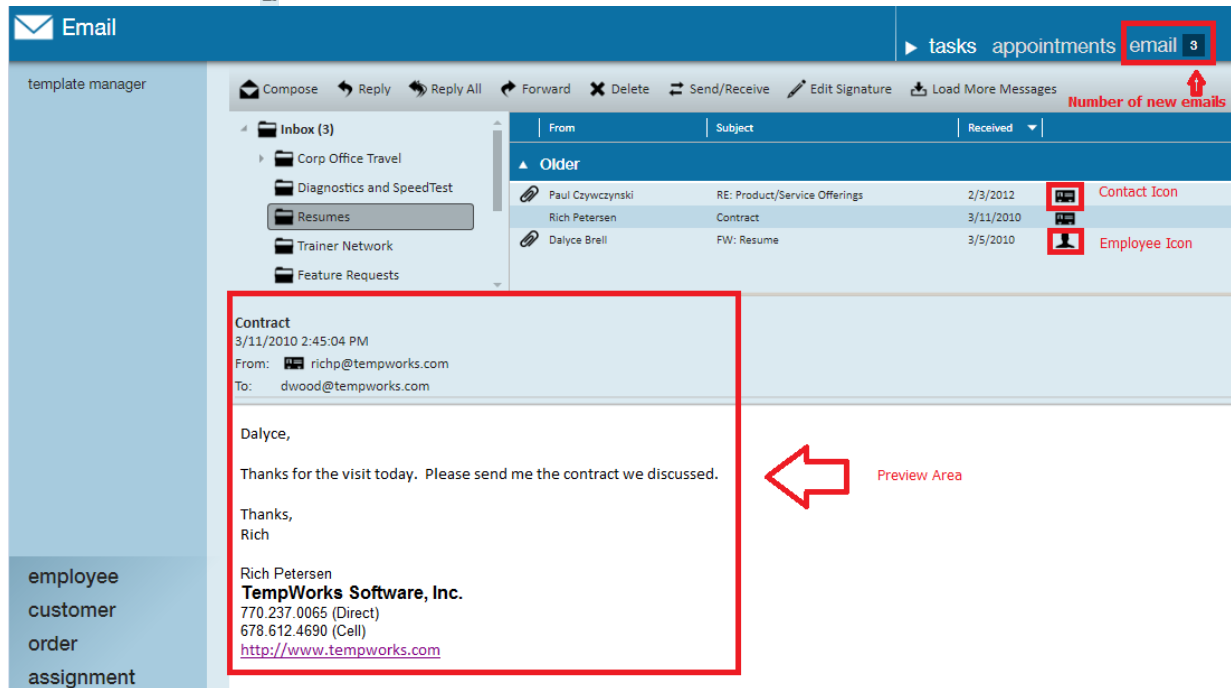 Email
tasks appointments email 3
Number of new emails
template manager
Compose Reply Reply All Forward Delete Send/Receive Edit Signature Load More Messages
Inbox (3)
Corp Office Travel
Diagnostics and SpeedTest
Resumes
Trainer Network
Feature Requests
From Subject Received
Older
Paul Czywczynski RE: Product/Service Offerings 2/3/2012 Contact Icon
Rich Petersen Contract 3/11/2010
Dalyce Brell FW: Resume 3/5/2010 Employee Icon
Contract
3/11/2010 2:45:04 PM
From: richp@tempworks.com
To: dwood@tempworks.com
Dalyce,
Thanks for the visit today. Please send me the contract we discussed.
Preview Area
Thanks,
Rich
Rich Petersen
TempWorks Software, Inc.
770.237.0065 (Direct)
678.612.4690 (Cell)
http://www.tempworks.com
employee
customer
order
assignment